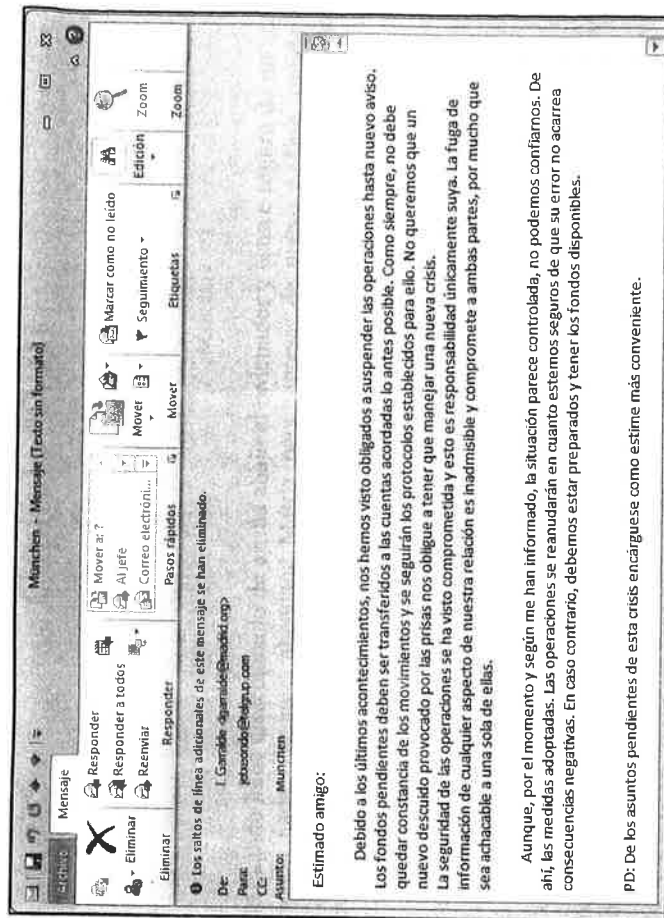 München - Mensaje (Texto sin formato)
Archivo
Mensaje
Eliminar
Eliminar
Responder
Responder a todos
Reenviar
Responder
Mover a: ?
Al jefe
Correo electróni...
Pasos rápidos
Mover
Mover
Marcar como no leído
Seguimiento
Etiquetas
Edición
Zoom
Zoom
Los saltos de línea adicionales de este mensaje se han eliminado.
De:
Para:
CC:
Asunto: München
Estimado amigo:
Debido a los últimos acontecimientos, nos hemos visto obligados a suspender las operaciones hasta nuevo aviso.
Los fondos pendientes deben ser transferidos a las cuentas acordadas lo antes posible. Como siempre, no debe
quedar constancia de los movimientos y se seguirán los protocolos establecidos para ello. No queremos que un
nuevo descuido provocado por las prisas nos obligue a tener que manejar una nueva crisis.
La seguridad de las operaciones se ha visto comprometida y esto es responsabilidad únicamente suya. La fuga de
información de cualquier aspecto de nuestra relación es inadmisible y compromete a ambas partes, por mucho que
sea achacable a una sola de ellas.
Aunque, por el momento y según me han informado, la situación parece controlada, no podemos confiarnos. De
ahí, las medidas adoptadas. Las operaciones se reanudarán en cuanto estemos seguros de que su error no acarrea
consecuencias negativas. En caso contrario, debemos estar preparados y tener los fondos disponibles.
PD: De los asuntos pendientes de esta crisis encárguese como estime más conveniente.